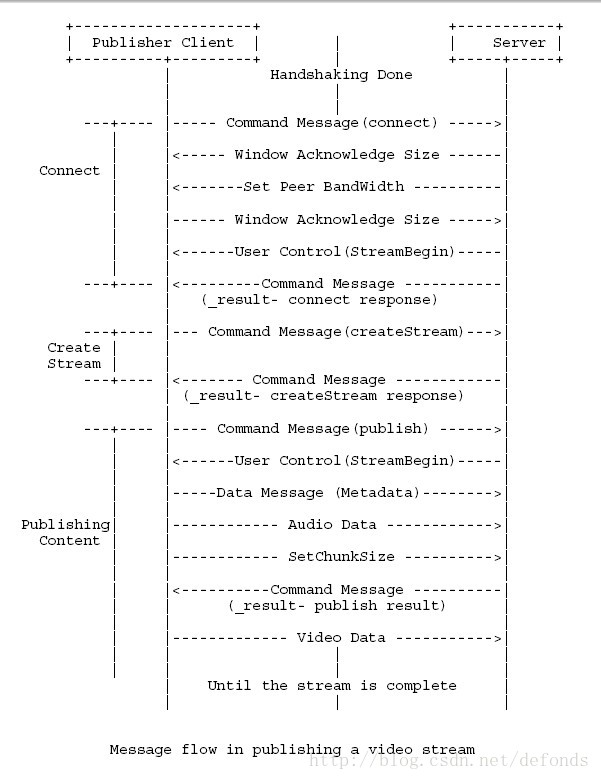 Publisher Client
Server
Handshaking Done
Command Message(connect)
Window Acknowledge Size
Connect
Set Peer BandWidth
Window Acknowledge Size
User Control(StreamBegin)
Command Message
(_result- connect response)
Command Message(createStream)
Create
Stream
Command Message
(_result- createStream response)
Command Message(publish)
User Control(StreamBegin)
Data Message (Metadata)
Publishing
Content
Audio Data
SetChunkSize
Command Message
(_result- publish result)
Video Data
Until the stream is complete
Message flow in publishing a video stream
http://blog.csdn.net/defonds